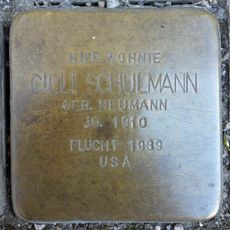 HIER WOHNTE
CILLI SCHULMANN
GEB. NEUMANN
JG. 1910
FLUCHT 1939
USA